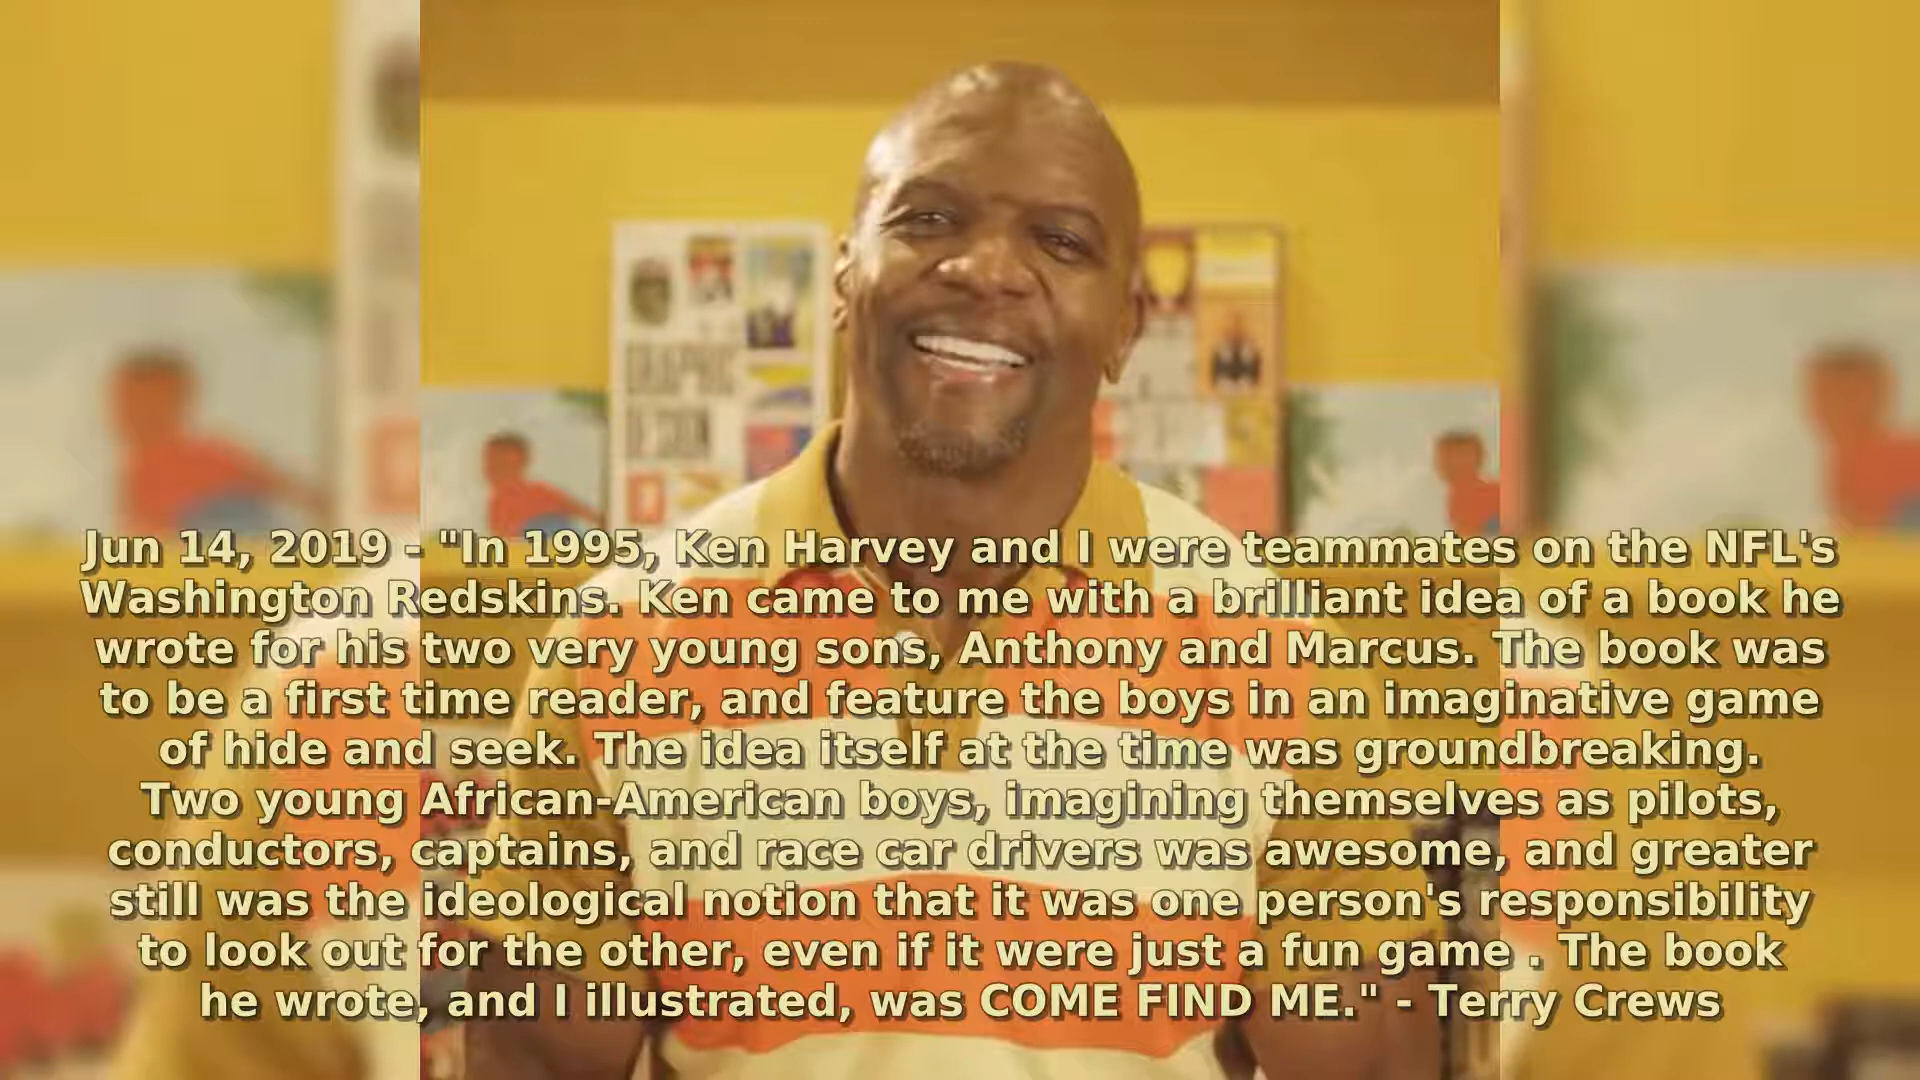 GRAPHIC
DESIGN
Jun 14, 2019 - "In 1995, Ken Harvey and I were teammates on the NFL's
Washington Redskins. Ken came to me with a brilliant idea of a book he
wrote for his two very young sons, Anthony and Marcus. The book was
to be a first time reader, and feature the boys in an imaginative game
of hide and seek. The idea itself at the time was groundbreaking.
Two young African-American boys, imagining themselves as pilots,
conductors, captains, and race car drivers was awesome, and greater
still was the ideological notion that it was one person's responsibility
to look out for the other, even if it were just a fun game . The book
he wrote, and I illustrated, was COME FIND ME." - Terry Crews